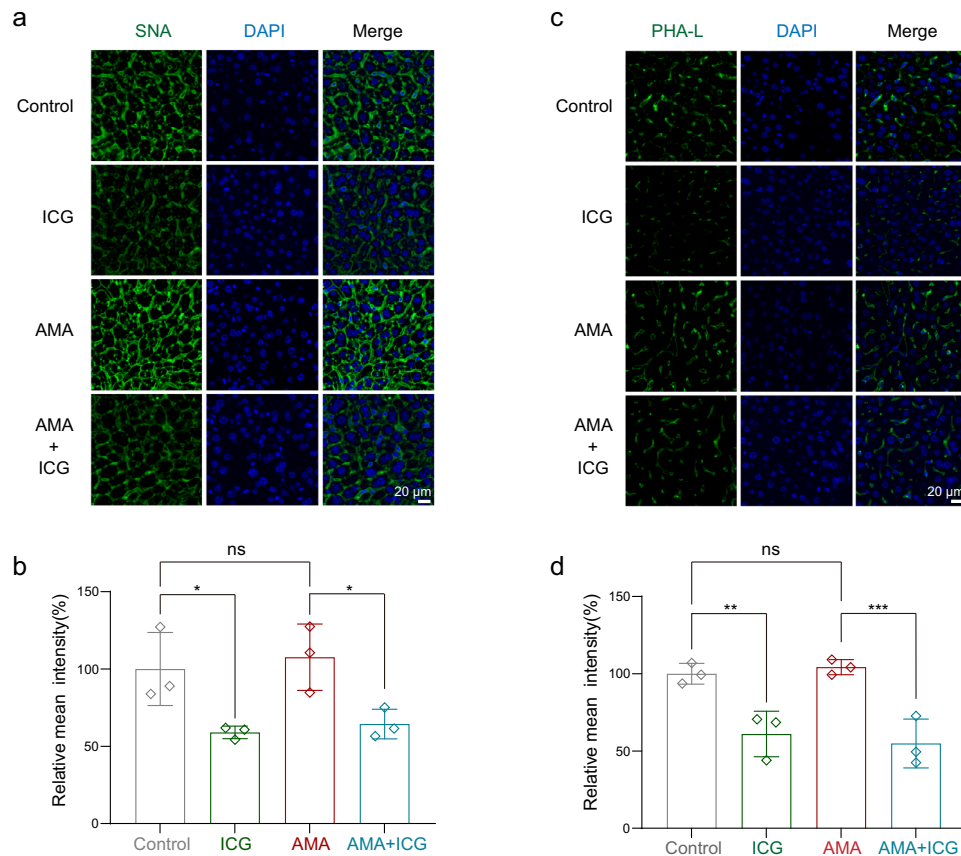 a
SNA DAPI Merge
Control
ICG
AMA
AMA
+
ICG
20 µm
b
ns
* *
Relative mean intensity(%)
150
100
50
0
Control ICG AMA AMA+ICG
c
PHA-L DAPI Merge
Control
ICG
AMA
AMA
+
ICG
20 µm
d
ns
** ***
Relative mean intensity(%)
150
100
50
0
Control ICG AMA AMA+ICG